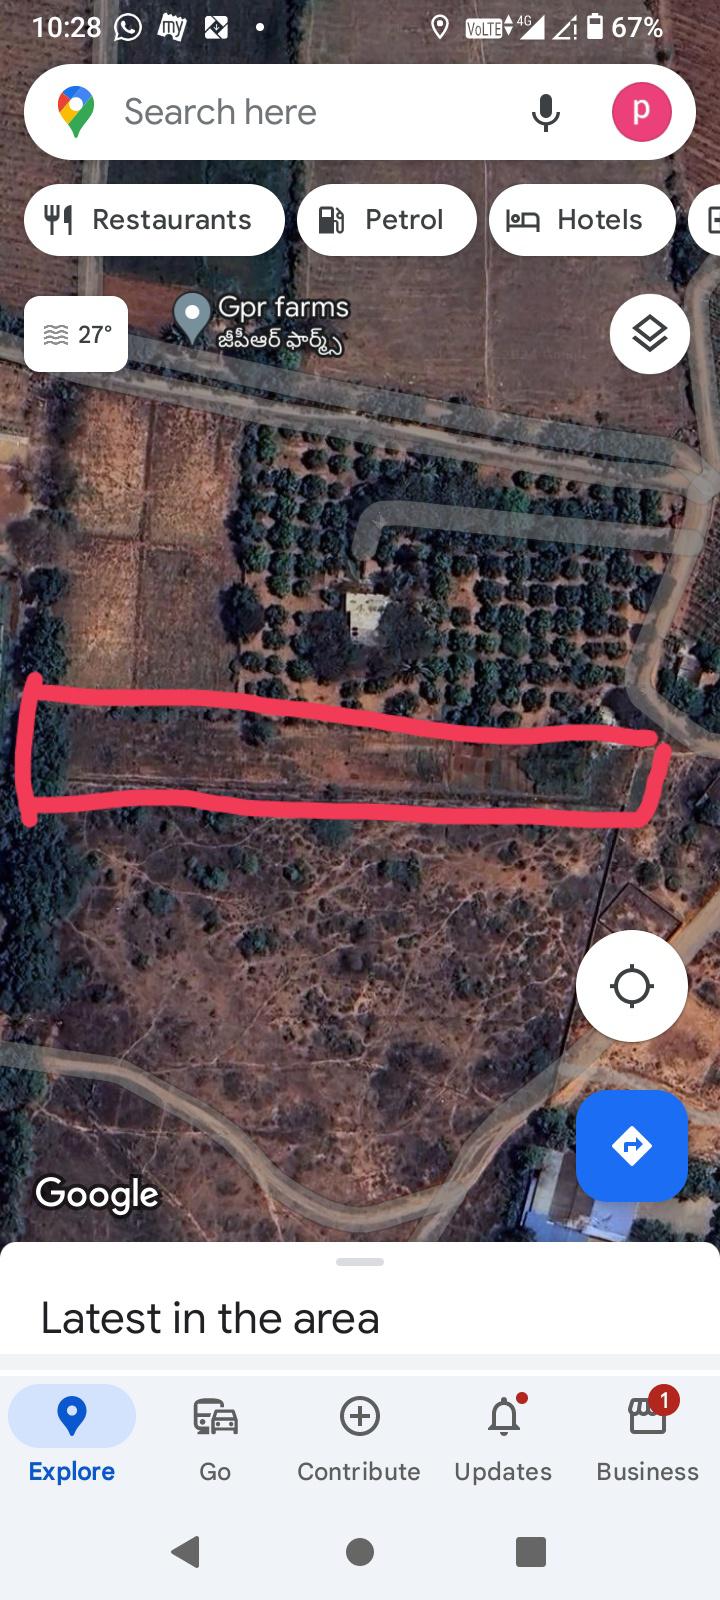 10:28
VoLTE 4G 67%
Search here
p
Restaurants
Petrol
Hotels
27°
Gpr farms
జీపీఆర్ ఫార్మ్స్
Google
Latest in the area
1
Explore
Go
Contribute
Updates
Business